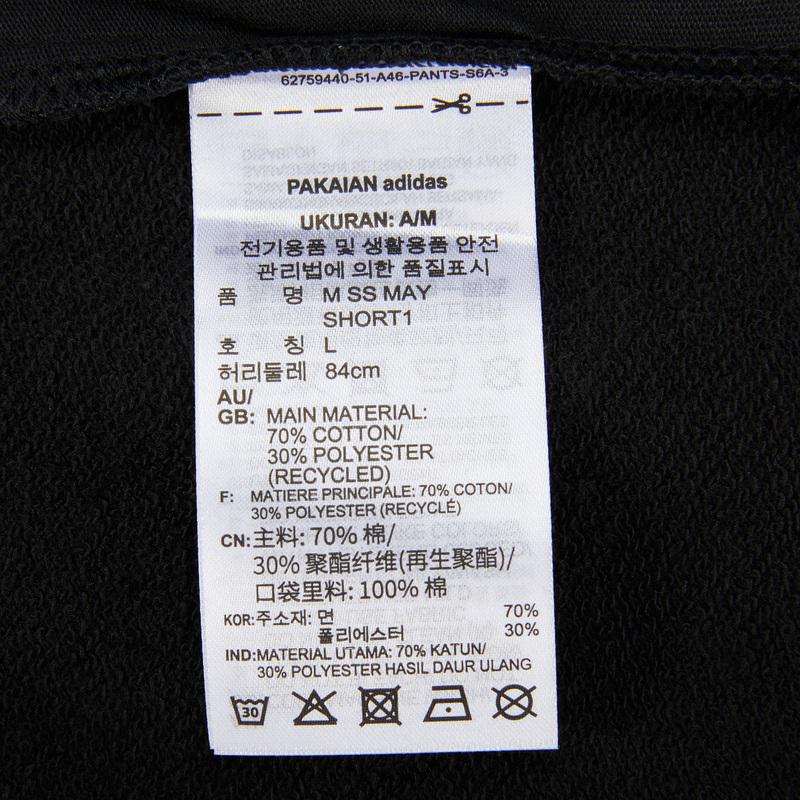 62759440-51-A46-PANTS-S6A-3
PAKAIAN adidas
UKURAN: A/M
전기용품 및 생활용품 안전
관리법에 의한 품질표시
품 명 M SS MAY
SHORT1
호 칭 L
허리둘레 84cm
AU/
GB: MAIN MATERIAL:
70% COTTON/
30% POLYESTER
(RECYCLED)
F: MATIERE PRINCIPALE: 70% COTON/
30% POLYESTER (RECYCLÉ)
CN:主料: 70% 棉/
30% 聚酯纤维(再生聚酯)/
口袋里料: 100% 棉
KOR:주소재: 면 70%
폴리에스터 30%
IND:MATERIAL UTAMA: 70% KATUN/
30% POLYESTER HASIL DAUR ULANG
30